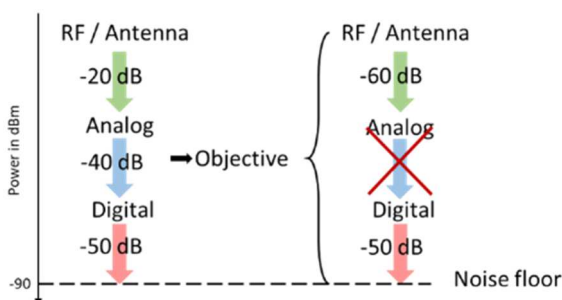 RF / Antenna
-20 dB
Analog
-40 dB
Digital
-50 dB
Objective
RF / Antenna
-60 dB
Analog
Digital
-50 dB
Power in dBm
-90
Noise floor